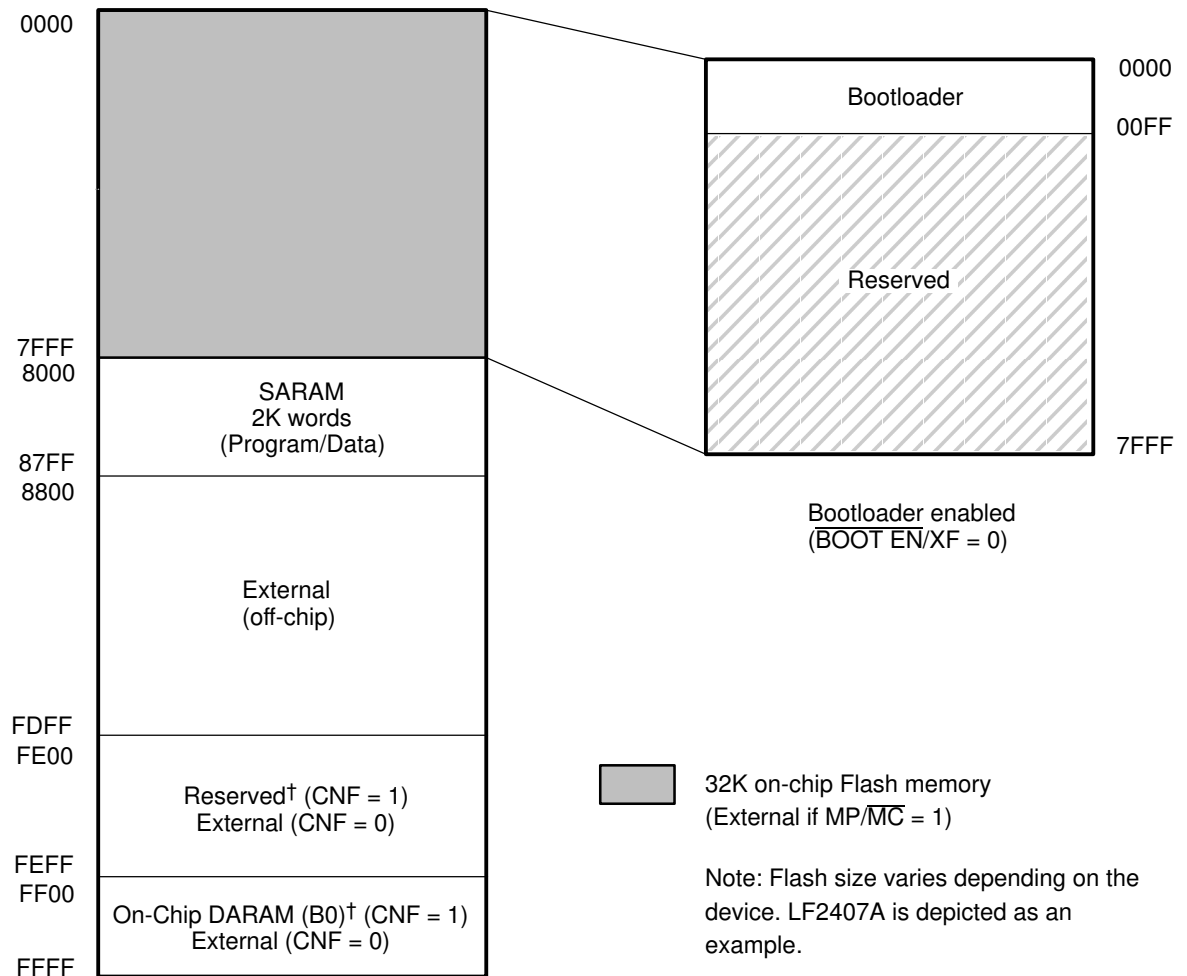 0000
7FFF
8000
SARAM
2K words
(Program/Data)
87FF
8800
External
(off-chip)
FDFF
FE00
Reserved† (CNF = 1)
External (CNF = 0)
FEFF
FF00
On-Chip DARAM (B0)† (CNF = 1)
External (CNF = 0)
FFFF
0000
Bootloader
00FF
Reserved
7FFF
Bootloader enabled
(B̅O̅O̅T̅ ̅E̅N̅/XF = 0)
32K on-chip Flash memory
(External if MP/M̅C̅ = 1)
Note: Flash size varies depending on the
device. LF2407A is depicted as an
example.